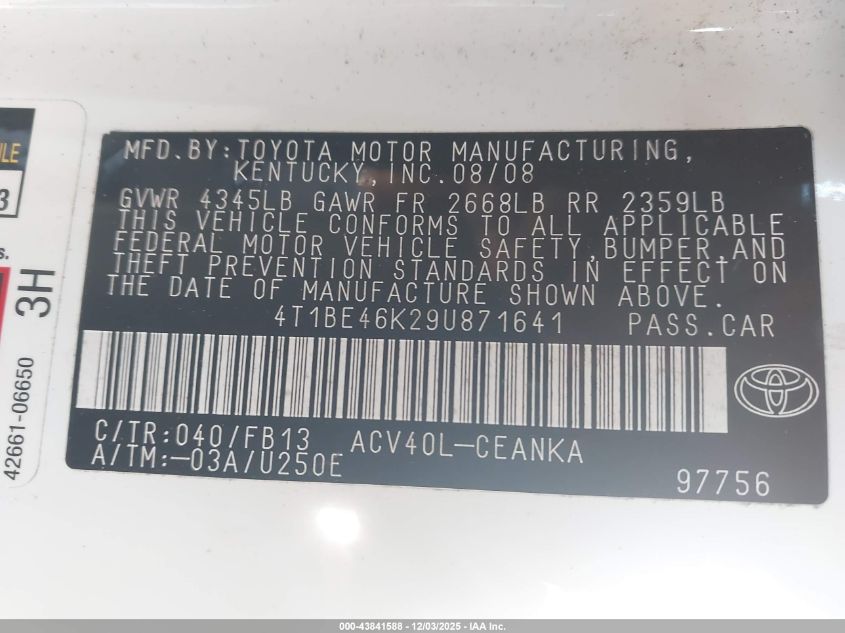 MFD.BY:TOYOTA MOTOR MANUFACTURING,
KENTUCKY,INC.08/08
GVWR 4345LB GAWR FR 2668LB RR 2359LB
THIS VEHICLE CONFORMS TO ALL APPLICABLE
FEDERAL MOTOR VEHICLE SAFETY,BUMPER,AND
THEFT PREVENTION STANDARDS IN EFFECT ON
THE DATE OF MANUFACTURE SHOWN ABOVE.
4T1BE46K29U871641 PASS.CAR
C/TR:040/FB13 ACV40L-CEANKA
A/TM:-03A/U250E
97756
3H
42661-06650
000-43841588 - 12/03/2025 - IAA Inc.